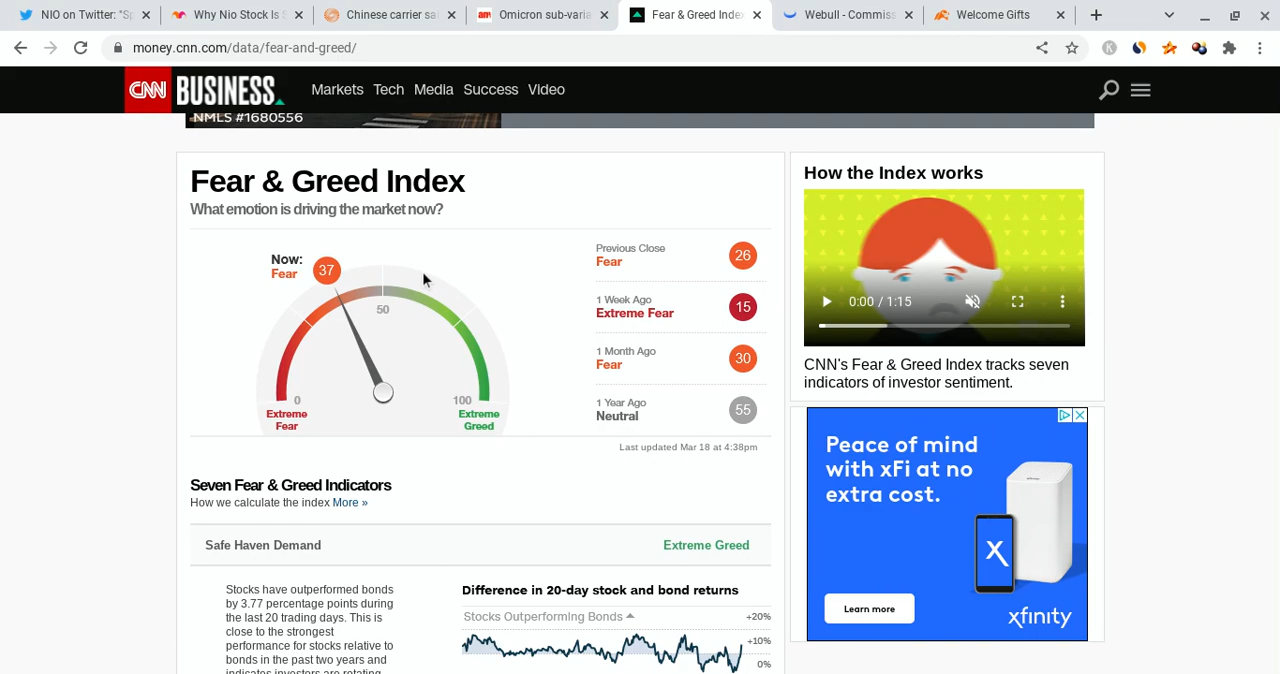 NIO on Twitter: "Sp
Why Nio Stock Is S
Chinese carrier sa
Omicron sub-varia
Fear & Greed Index
Webull - Commiss
Welcome Gifts
money.cnn.com/data/fear-and-greed/
CNN BUSINESS
Markets Tech Media Success Video
NMLS #1680556
Fear & Greed Index
What emotion is driving the market now?
Now:
Fear
37
50
0
100
Extreme
Fear
Extreme
Greed
Previous Close
Fear
26
1 Week Ago
Extreme Fear
15
1 Month Ago
Fear
30
1 Year Ago
Neutral
55
Last updated Mar 18 at 4:38pm
Seven Fear & Greed Indicators
How we calculate the index More »
Safe Haven Demand
Extreme Greed
Stocks have outperformed bonds
by 3.77 percentage points during
the last 20 trading days. This is
close to the strongest
performance for stocks relative to
bonds in the past two years and
indicates investors are rotating
Difference in 20-day stock and bond returns
Stocks Outperforming Bonds
+20%
+10%
0%
How the Index works
0:00 / 1:15
CNN's Fear & Greed Index tracks seven
indicators of investor sentiment.
Peace of mind
with xFi at no
extra cost.
X
Learn more
xfinity